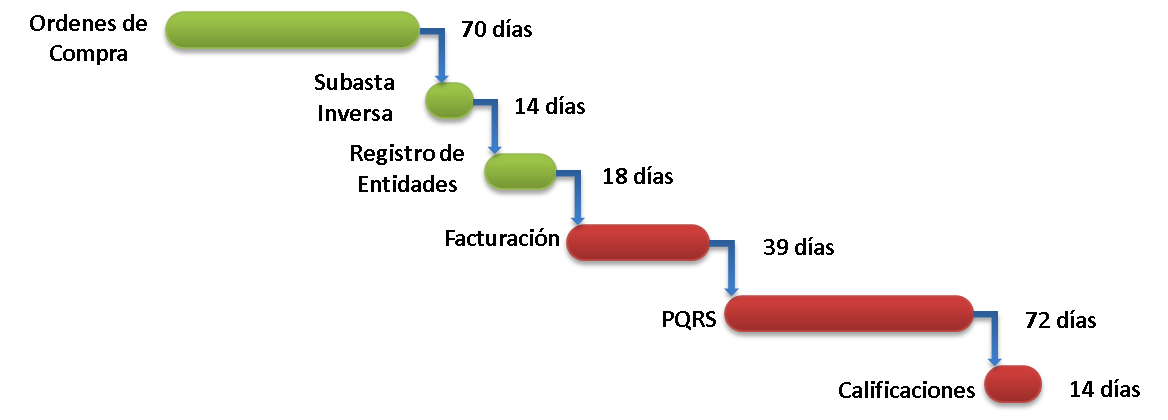 Ordenes de
Compra
70 días
Subasta
Inversa
14 días
Registro de
Entidades
18 días
Facturación
39 días
PQRS
72 días
Calificaciones
14 días